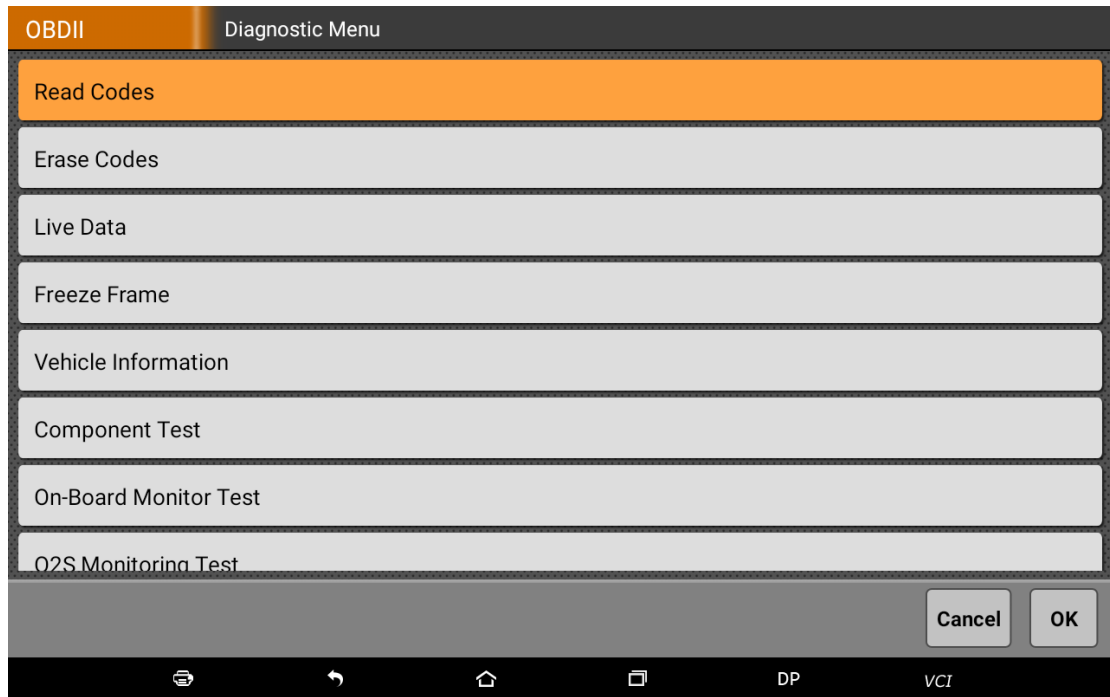 OBDII
Diagnostic Menu
Read Codes
Erase Codes
Live Data
Freeze Frame
Vehicle Information
Component Test
On-Board Monitor Test
O2S Monitoring Test
Cancel
OK
DP
VCI